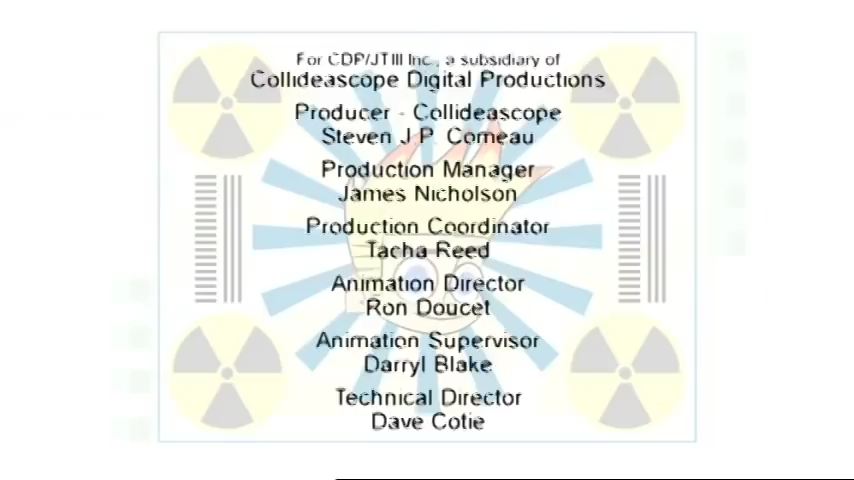 For CDP/JTIII Inc., a subsidiary of
Collideascope Digital Productions
Producer - Collideascope
Steven J.P. Comeau
Production Manager
James Nicholson
Production Coordinator
Tacha Reed
Animation Director
Ron Doucet
Animation Supervisor
Darryl Blake
Technical Director
Dave Cotie